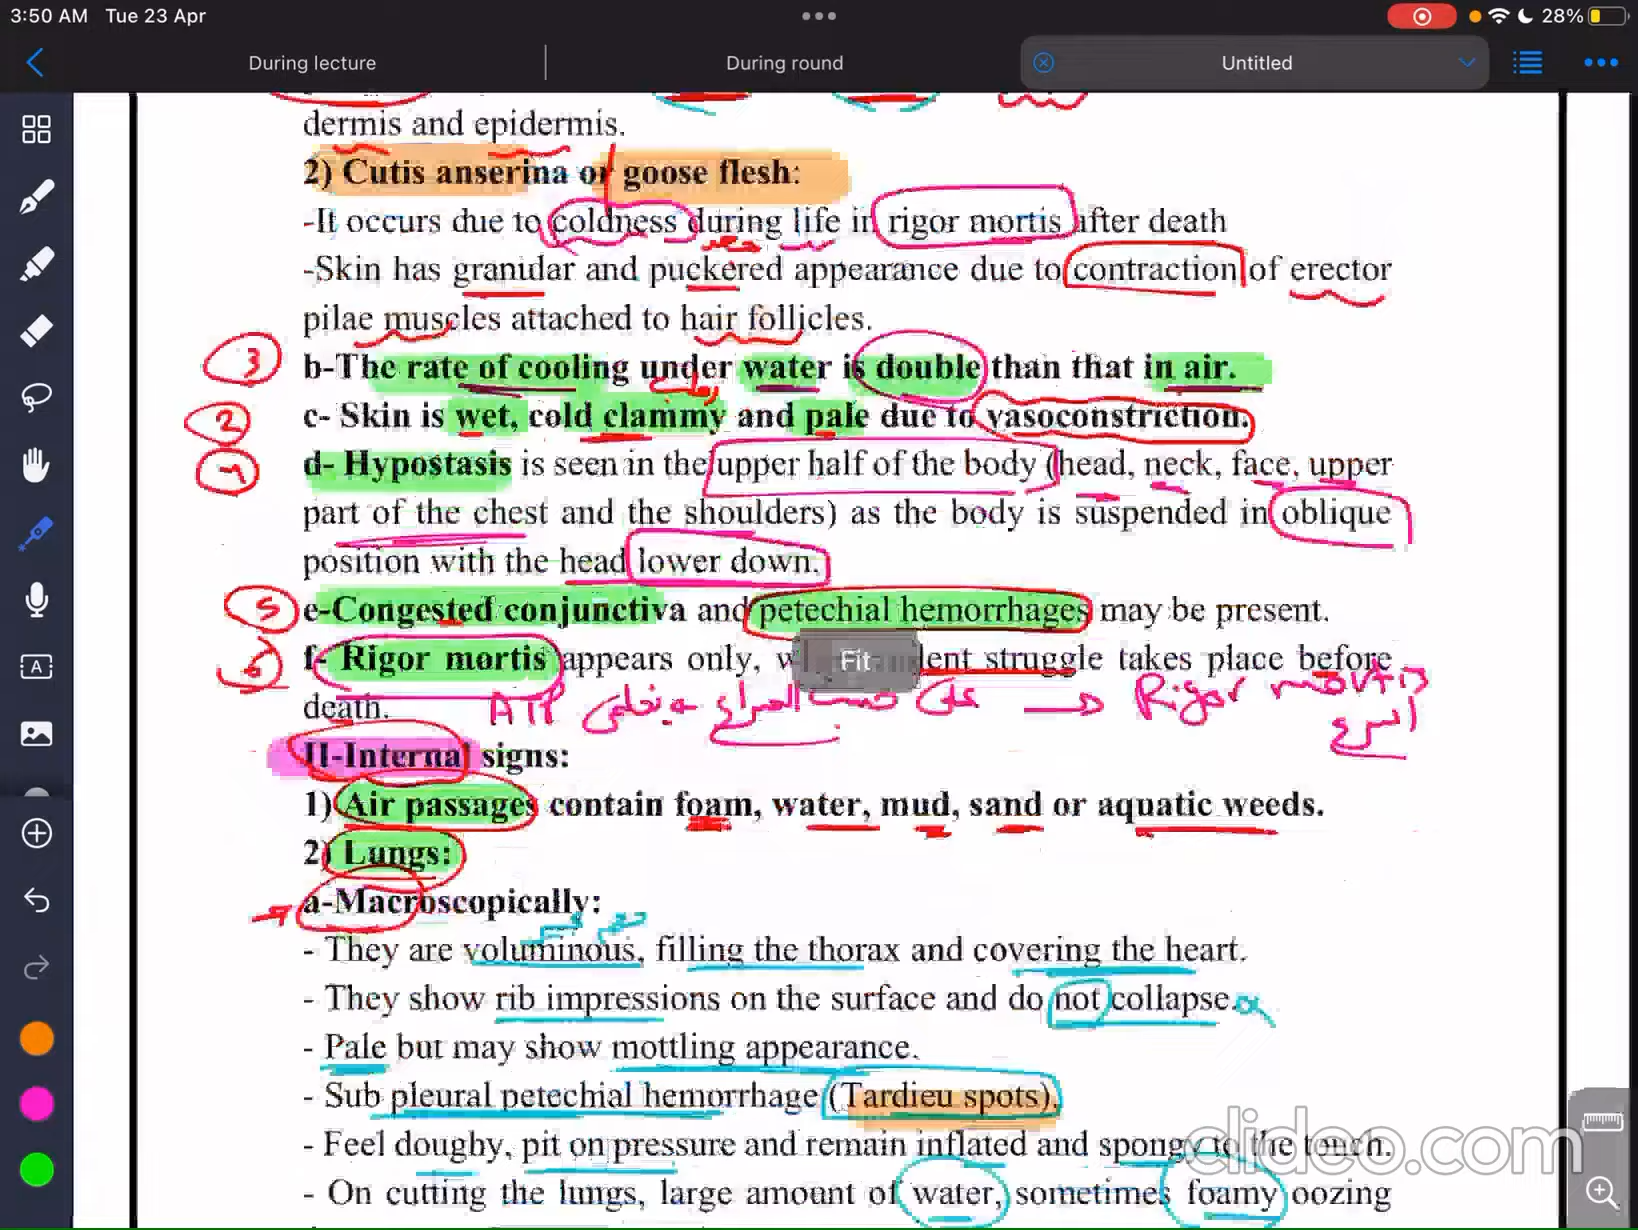 3:50 AM Tue 23 Apr
28%
During lecture
During round
Untitled
dermis and epidermis.
2) Cutis anserina or goose flesh:
-It occurs due to coldness during life in rigor mortis after death
-Skin has granular and puckered appearance due to contraction of erector
pilae muscles attached to hair follicles.
3 b-The rate of cooling under water is double than that in air.
2 c- Skin is wet, cold clammy and pale due to vasoconstriction.
4 d- Hypostasis is seen in the upper half of the body (head, neck, face, upper
part of the chest and the shoulders) as the body is suspended in oblique
position with the head lower down.
5 e-Congested conjunctiva and petechial hemorrhages may be present.
6 f- Rigor mortis appears only, struggle takes place before
Fit
death. ATP Rigor mortis
II-Internal signs:
1) Air passages contain foam, water, mud, sand or aquatic weeds.
2) Lungs:
a-Macroscopically:
- They are voluminous, filling the thorax and covering the heart.
- They show rib impressions on the surface and do not collapse.
- Pale but may show mottling appearance.
- Sub pleural petechial hemorrhage (Tardieu spots).
- Feel doughy, pit on pressure and remain inflated and spongy to the touch.
- On cutting the lungs, large amount of water, sometimes foamy oozing
clideo.com